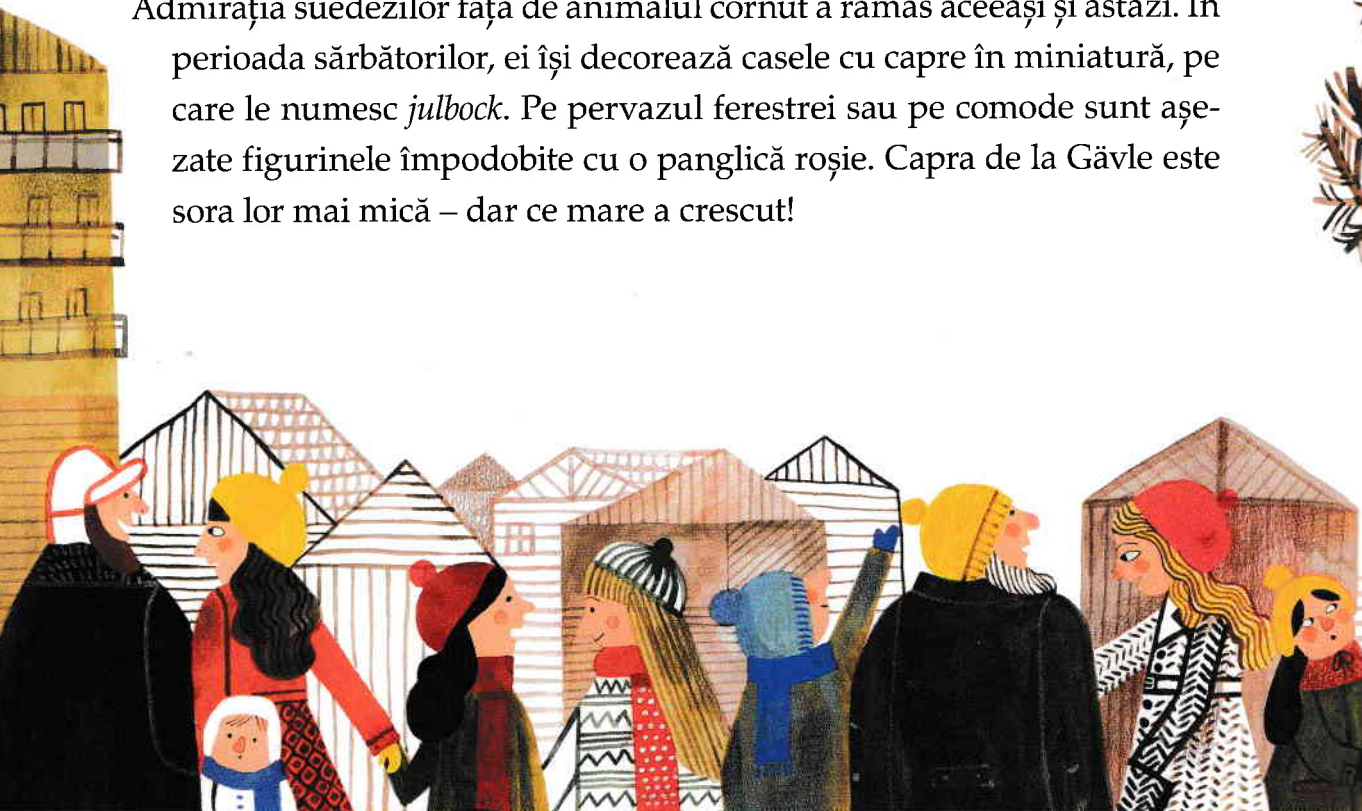 Admirația suedezilor față de animalul cornut a rămas aceeași și astăzi. În
perioada sărbătorilor, ei își decorează casele cu capre în miniatură, pe
care le numesc julbock. Pe pervazul ferestrei sau pe comode sunt așe-
zate figurinele împodobite cu o panglică roșie. Capra de la Gävle este
sora lor mai mică – dar ce mare a crescut!